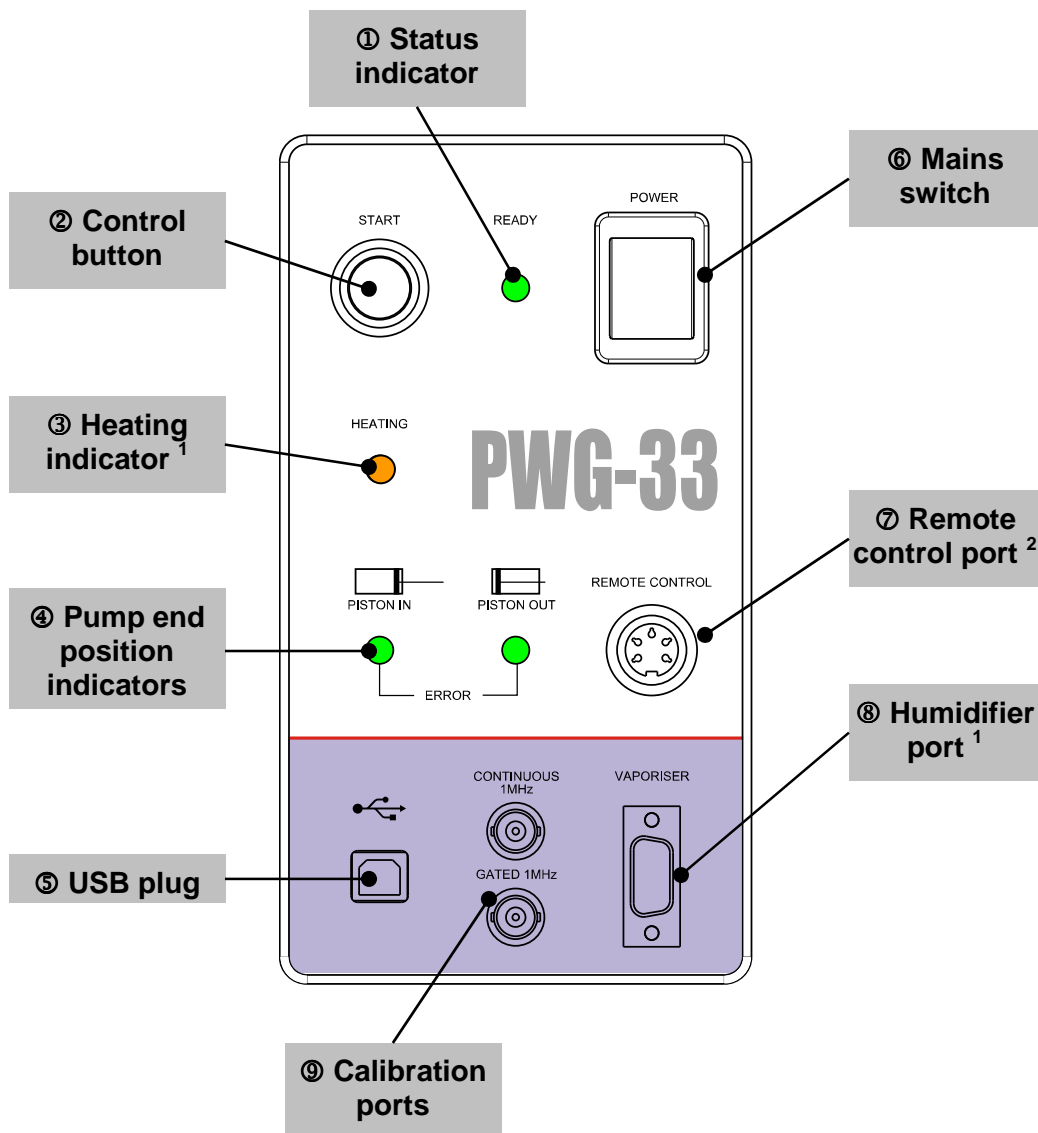 ① Status
indicator
⑥ Mains
switch
② Control
button
START
READY
POWER
③ Heating
indicator 1
HEATING
PWG-33
⑦ Remote
control port 2
④ Pump end
position
indicators
PISTON IN
PISTON OUT
REMOTE CONTROL
ERROR
⑧ Humidifier
port 1
CONTINUOUS
1MHz
VAPORISER
⑤ USB plug
GATED 1MHz
⑨ Calibration
ports